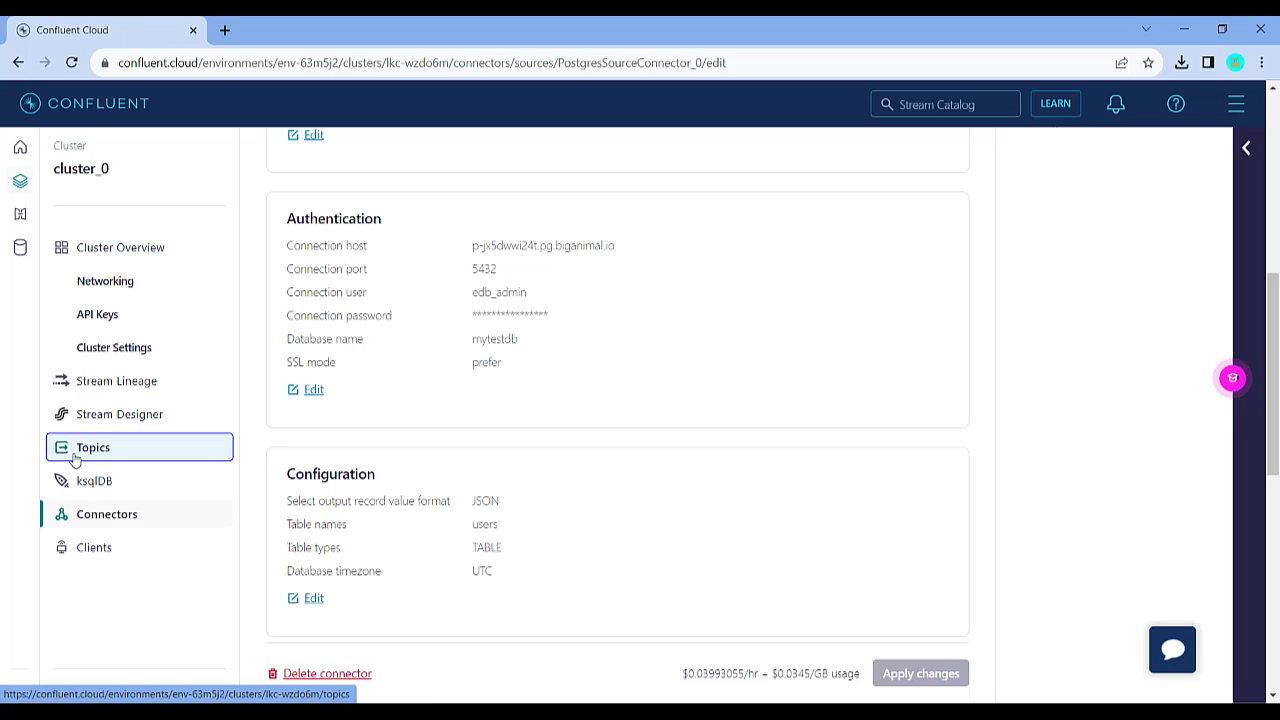 Confluent Cloud
confluent.cloud/environments/env-63m5j2/clusters/lkc-wzdo6m/connectors/sources/PostgresSourceConnector_0/edit
CONFLUENT
Stream Catalog
LEARN
Cluster
cluster_0
Cluster Overview
Networking
API Keys
Cluster Settings
Stream Lineage
Stream Designer
Topics
ksqlDB
Connectors
Clients
Edit
Authentication
Connection host p-jx5dwwi24t.pg.biganimal.io
Connection port 5432
Connection user edb_admin
Connection password ****************
Database name mytestdb
SSL mode prefer
Edit
Configuration
Select output record value format JSON
Table names users
Table types TABLE
Database timezone UTC
Edit
Delete connector $0.03993055/hr + $0.0345/GB usage Apply changes
https://confluent.cloud/environments/env-63m5j2/clusters/lkc-wzdo6m/topics